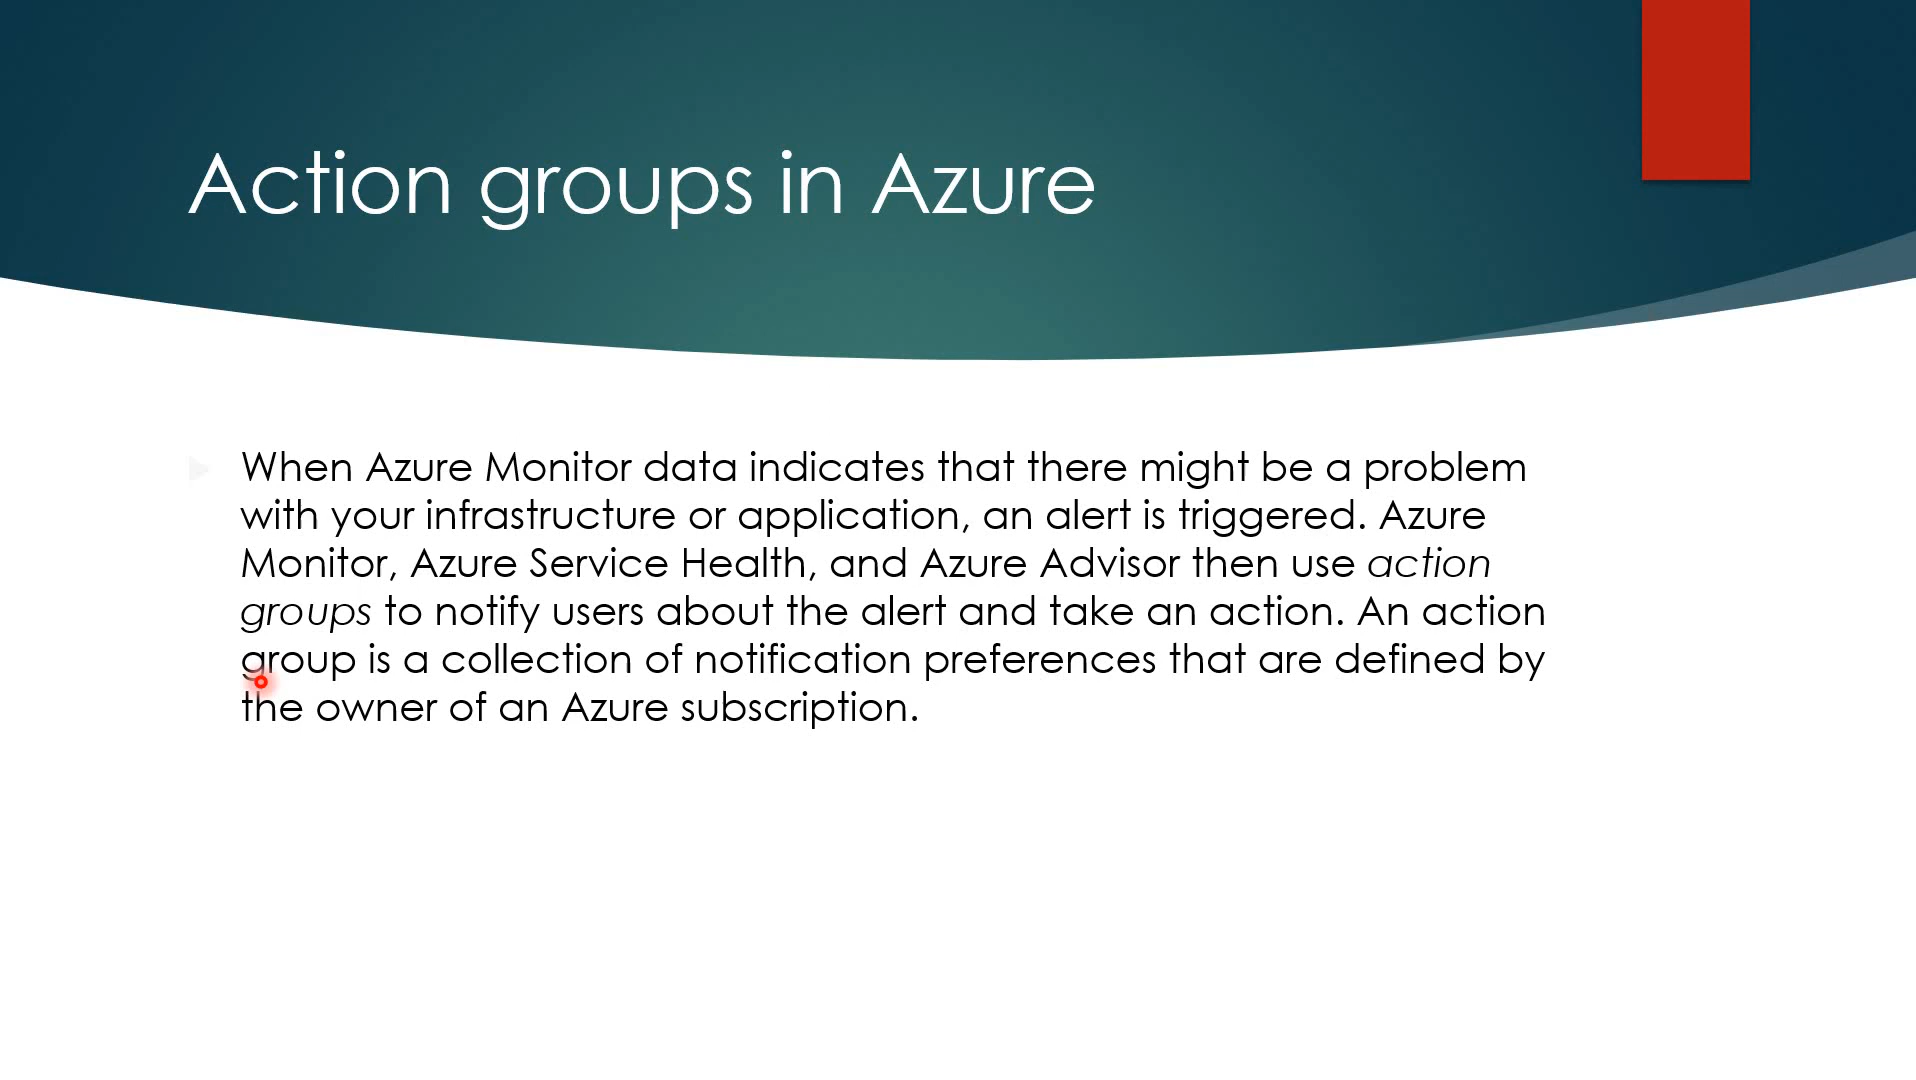 Action groups in Azure
When Azure Monitor data indicates that there might be a problem
with your infrastructure or application, an alert is triggered. Azure
Monitor, Azure Service Health, and Azure Advisor then use action
groups to notify users about the alert and take an action. An action
group is a collection of notification preferences that are defined by
the owner of an Azure subscription.